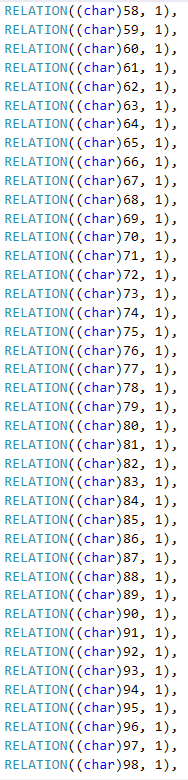 RELATION((char)58, 1),
RELATION((char)59, 1),
RELATION((char)60, 1),
RELATION((char)61, 1),
RELATION((char)62, 1),
RELATION((char)63, 1),
RELATION((char)64, 1),
RELATION((char)65, 1),
RELATION((char)66, 1),
RELATION((char)67, 1),
RELATION((char)68, 1),
RELATION((char)69, 1),
RELATION((char)70, 1),
RELATION((char)71, 1),
RELATION((char)72, 1),
RELATION((char)73, 1),
RELATION((char)74, 1),
RELATION((char)75, 1),
RELATION((char)76, 1),
RELATION((char)77, 1),
RELATION((char)78, 1),
RELATION((char)79, 1),
RELATION((char)80, 1),
RELATION((char)81, 1),
RELATION((char)82, 1),
RELATION((char)83, 1),
RELATION((char)84, 1),
RELATION((char)85, 1),
RELATION((char)86, 1),
RELATION((char)87, 1),
RELATION((char)88, 1),
RELATION((char)89, 1),
RELATION((char)90, 1),
RELATION((char)91, 1),
RELATION((char)92, 1),
RELATION((char)93, 1),
RELATION((char)94, 1),
RELATION((char)95, 1),
RELATION((char)96, 1),
RELATION((char)97, 1),
RELATION((char)98, 1),